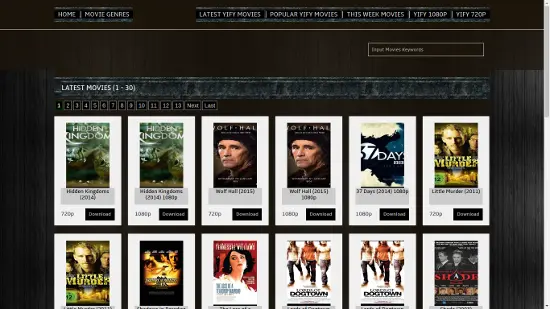 HOME | MOVIE GENRES
LATEST YIFY MOVIES | POPULAR YIFY MOVIES | THIS WEEK MOVIES | YIFY 1080P | YIFY 720P
Input Movies Keywords
LATEST MOVIES (1 - 30)
1 2 3 4 5 6 7 8 9 10 11 12 13 Next Last
HIDDEN KINGDOMS
HIDDEN KINGDOMS
WOLF HALL
WOLF HALL
37 DAYS
LITTLE MURDER
Hidden Kingdoms (2014)
Hidden Kingdoms (2014) 1080p
Wolf Hall (2015)
Wolf Hall (2015) 1080p
37 Days (2014) 1080p
Little Murder (2011)
720p Download
1080p Download
720p Download
1080p Download
1080p Download
720p Download
LITTLE MURDER
LORDS OF DOGTOWN
LORDS OF DOGTOWN
SHADE